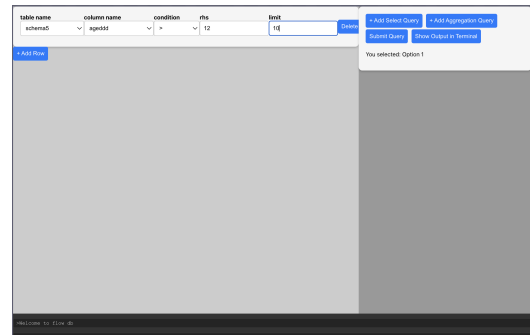 table name column name condition rhs limit
schema5 ageddd = 12 10 Delete
+ Add Row
+ Add Select Query + Add Aggregation Query
Submit Query Show Output in Terminal
You selected: Option 1
>Welcome to flow db